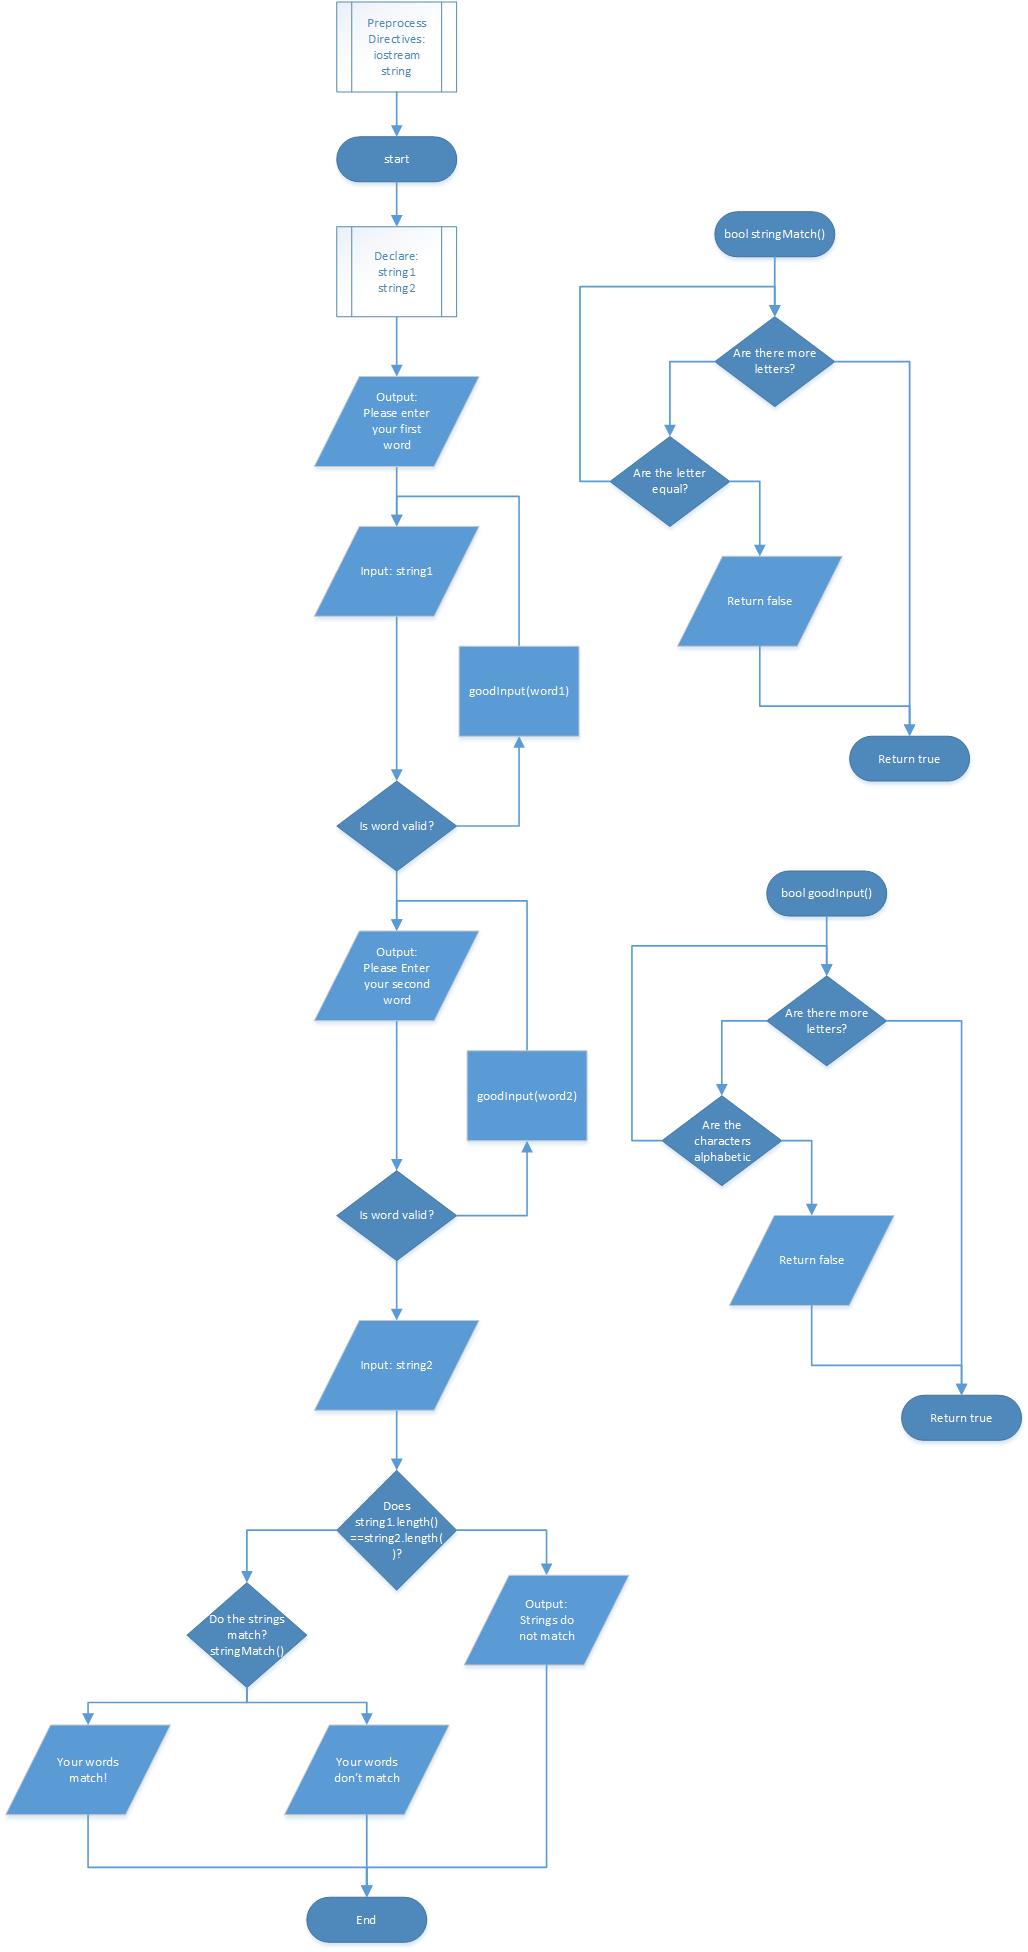 Preprocess
Directives:
iostream
string
start
Declare:
string1
string2
Output:
Please enter
your first
word
Input: string1
goodInput(word1)
Is word valid?
Output:
Please Enter
your second
word
goodInput(word2)
Is word valid?
Input: string2
Does
string1.length()
==string2.length(
)?
Do the strings
match?
stringMatch()
Output:
Strings do
not match
Your words
match!
Your words
don't match
End
bool stringMatch()
Are there more
letters?
Are the letter
equal?
Return false
Return true
bool goodInput()
Are there more
letters?
Are the
characters
alphabetic
Return false
Return true